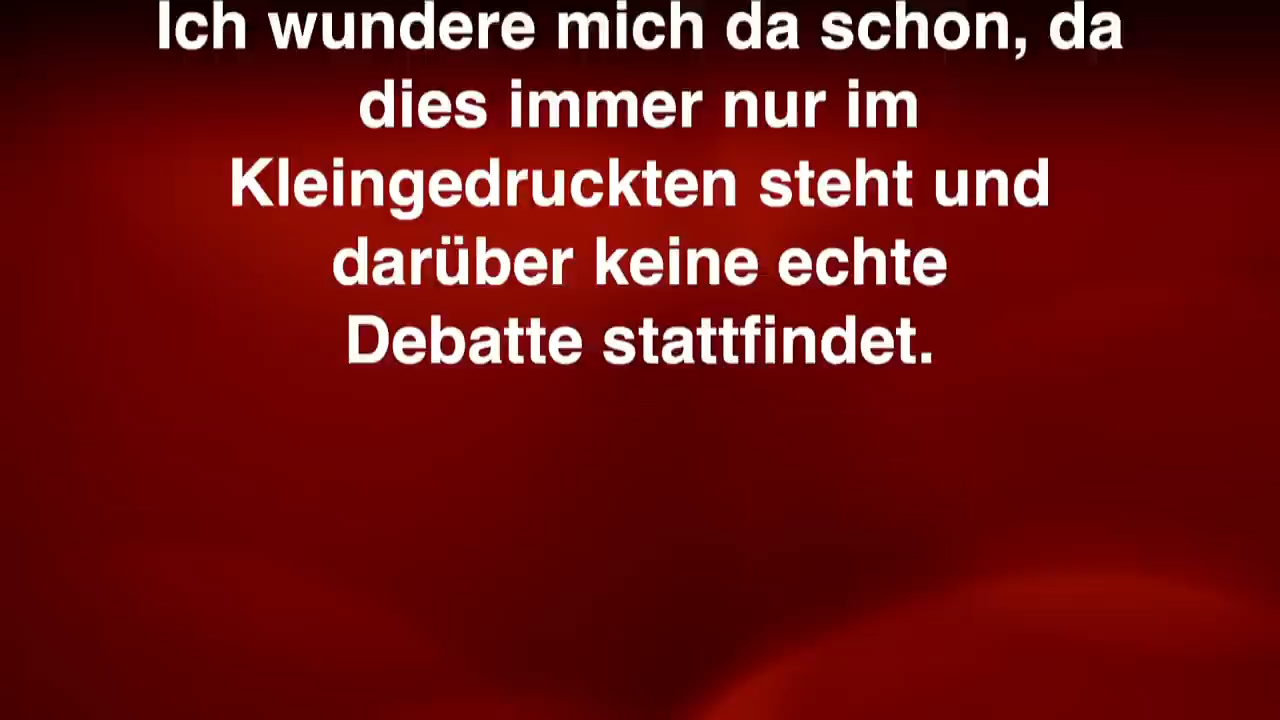 Ich wundere mich da schon, da
dies immer nur im
Kleingedruckten steht und
darüber keine echte
Debatte stattfindet.